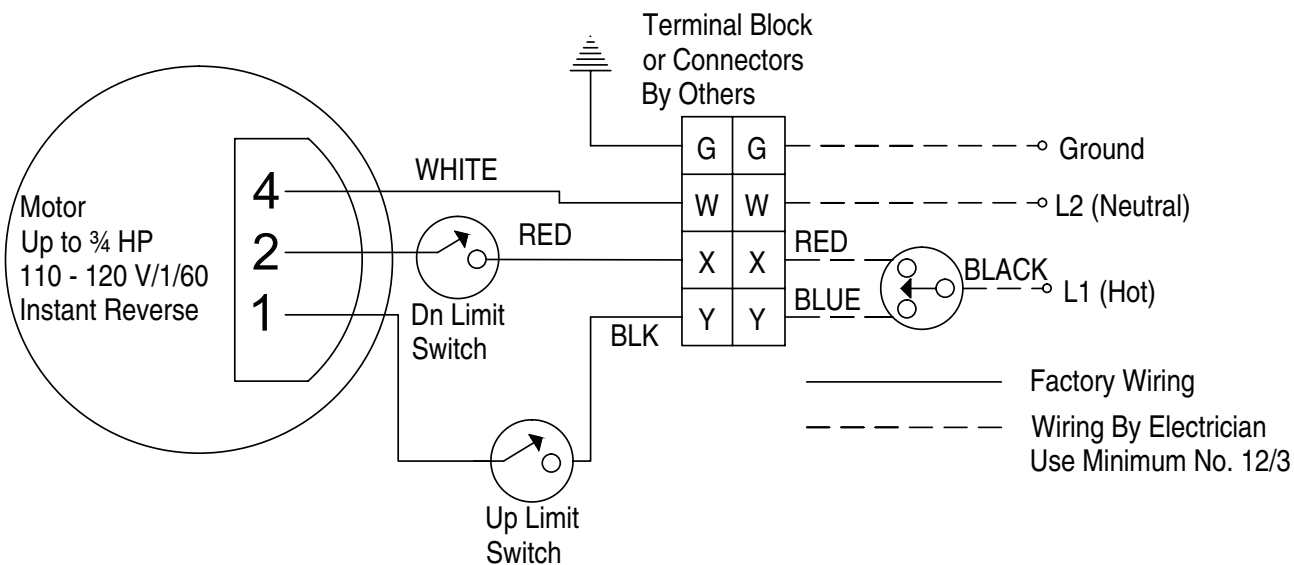 Terminal Block
or Connectors
By Others
G G
Ground
WHITE
4
W W
L2 (Neutral)
Motor
Up to ¾ HP
110 - 120 V/1/60
Instant Reverse
2
RED
X X
RED
BLACK
L1 (Hot)
1
Dn Limit
Switch
BLK
Y Y
BLUE
Up Limit
Switch
Factory Wiring
Wiring By Electrician
Use Minimum No. 12/3